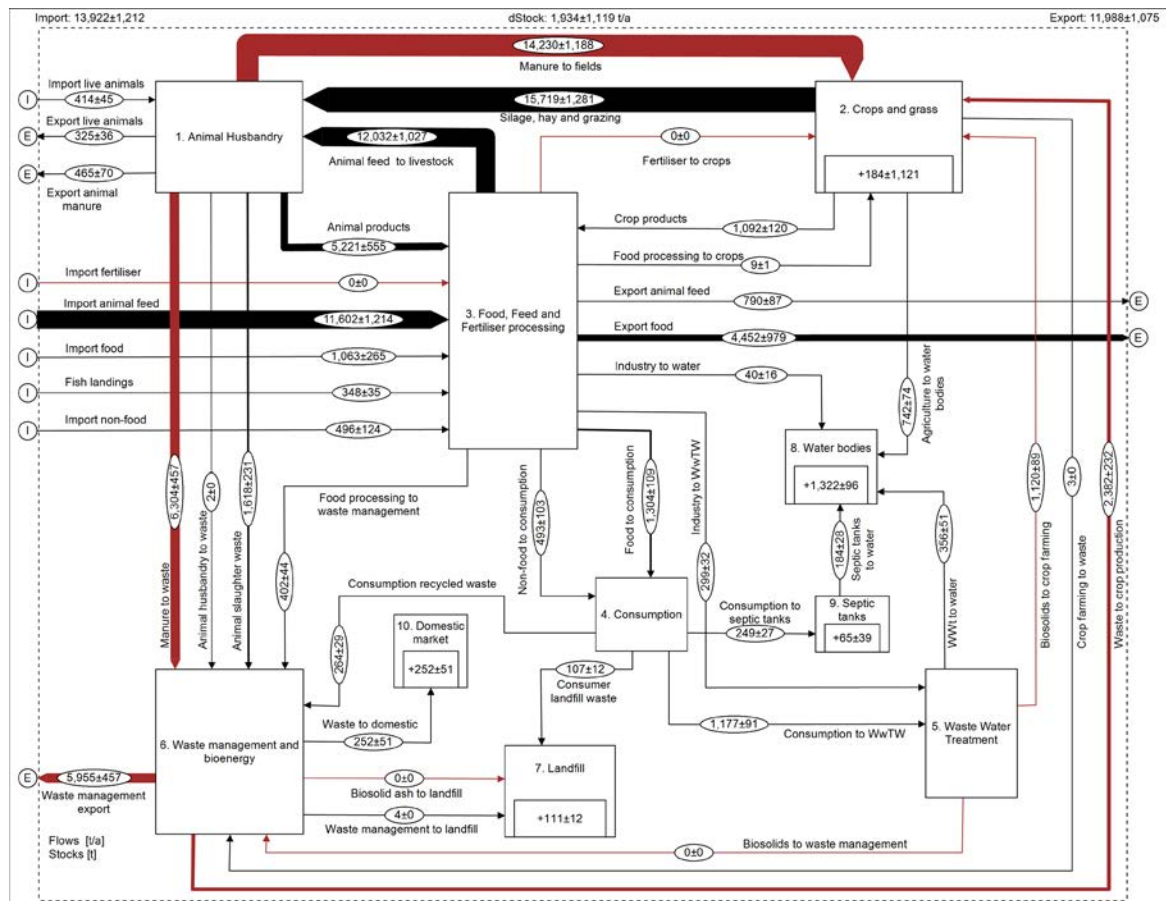 Import: 13,922±1,212
dStock: 1,934±1,119 t/a
Export: 11,988±1,075
14,230±1,188
Manure to fields
I
Import live animals
414±45
E
Export live animals
325±36
E
465±70
Export animal
manure
1. Animal Husbandry
15,719±1,281
Silage, hay and grazing
12,032±1,027
Animal feed to livestock
0±0
Fertiliser to crops
2. Crops and grass
+184±1,121
Animal products
5,221±555
Crop products
1,092±120
Food processing to crops
9±1
I
Import fertiliser
0±0
I
Import animal feed
11,602±1,214
I
Import food
1,063±265
I
Fish landings
348±35
I
Import non-food
496±124
3. Food, Feed and
Fertiliser processing
Export animal feed
790±87
E
Export food
4,452±979
E
Industry to water
40±16
742±74
Agriculture to water
bodies
8. Water bodies
+1,322±96
Manure to waste
6,304±457
Animal husbandry to waste
2±0
Animal slaughter waste
1,618±231
Food processing to
waste management
402±44
Non-food to consumption
493±103
Food to consumption
1,304±109
Industry to WwTW
299±32
184±28
Septic tanks
to water
356±51
WWt to water
1,120±89
Biosolids to crop farming
3±0
Crop farming to waste
2,382±232
Waste to crop production
Consumption recycled waste
264±29
4. Consumption
Consumption to
septic tanks
249±27
9. Septic
tanks
+65±39
10. Domestic
market
+252±51
107±12
Consumer
landfill waste
1,177±91
Consumption to WwTW
5. Waste Water
Treatment
6. Waste management and
bioenergy
Waste to domestic
252±51
7. Landfill
+111±12
E
5,955±457
Waste management
export
0±0
Biosolid ash to landfill
4±0
Waste management to landfill
Biosolids to waste management
0±0
Flows [t/a]
Stocks [t]